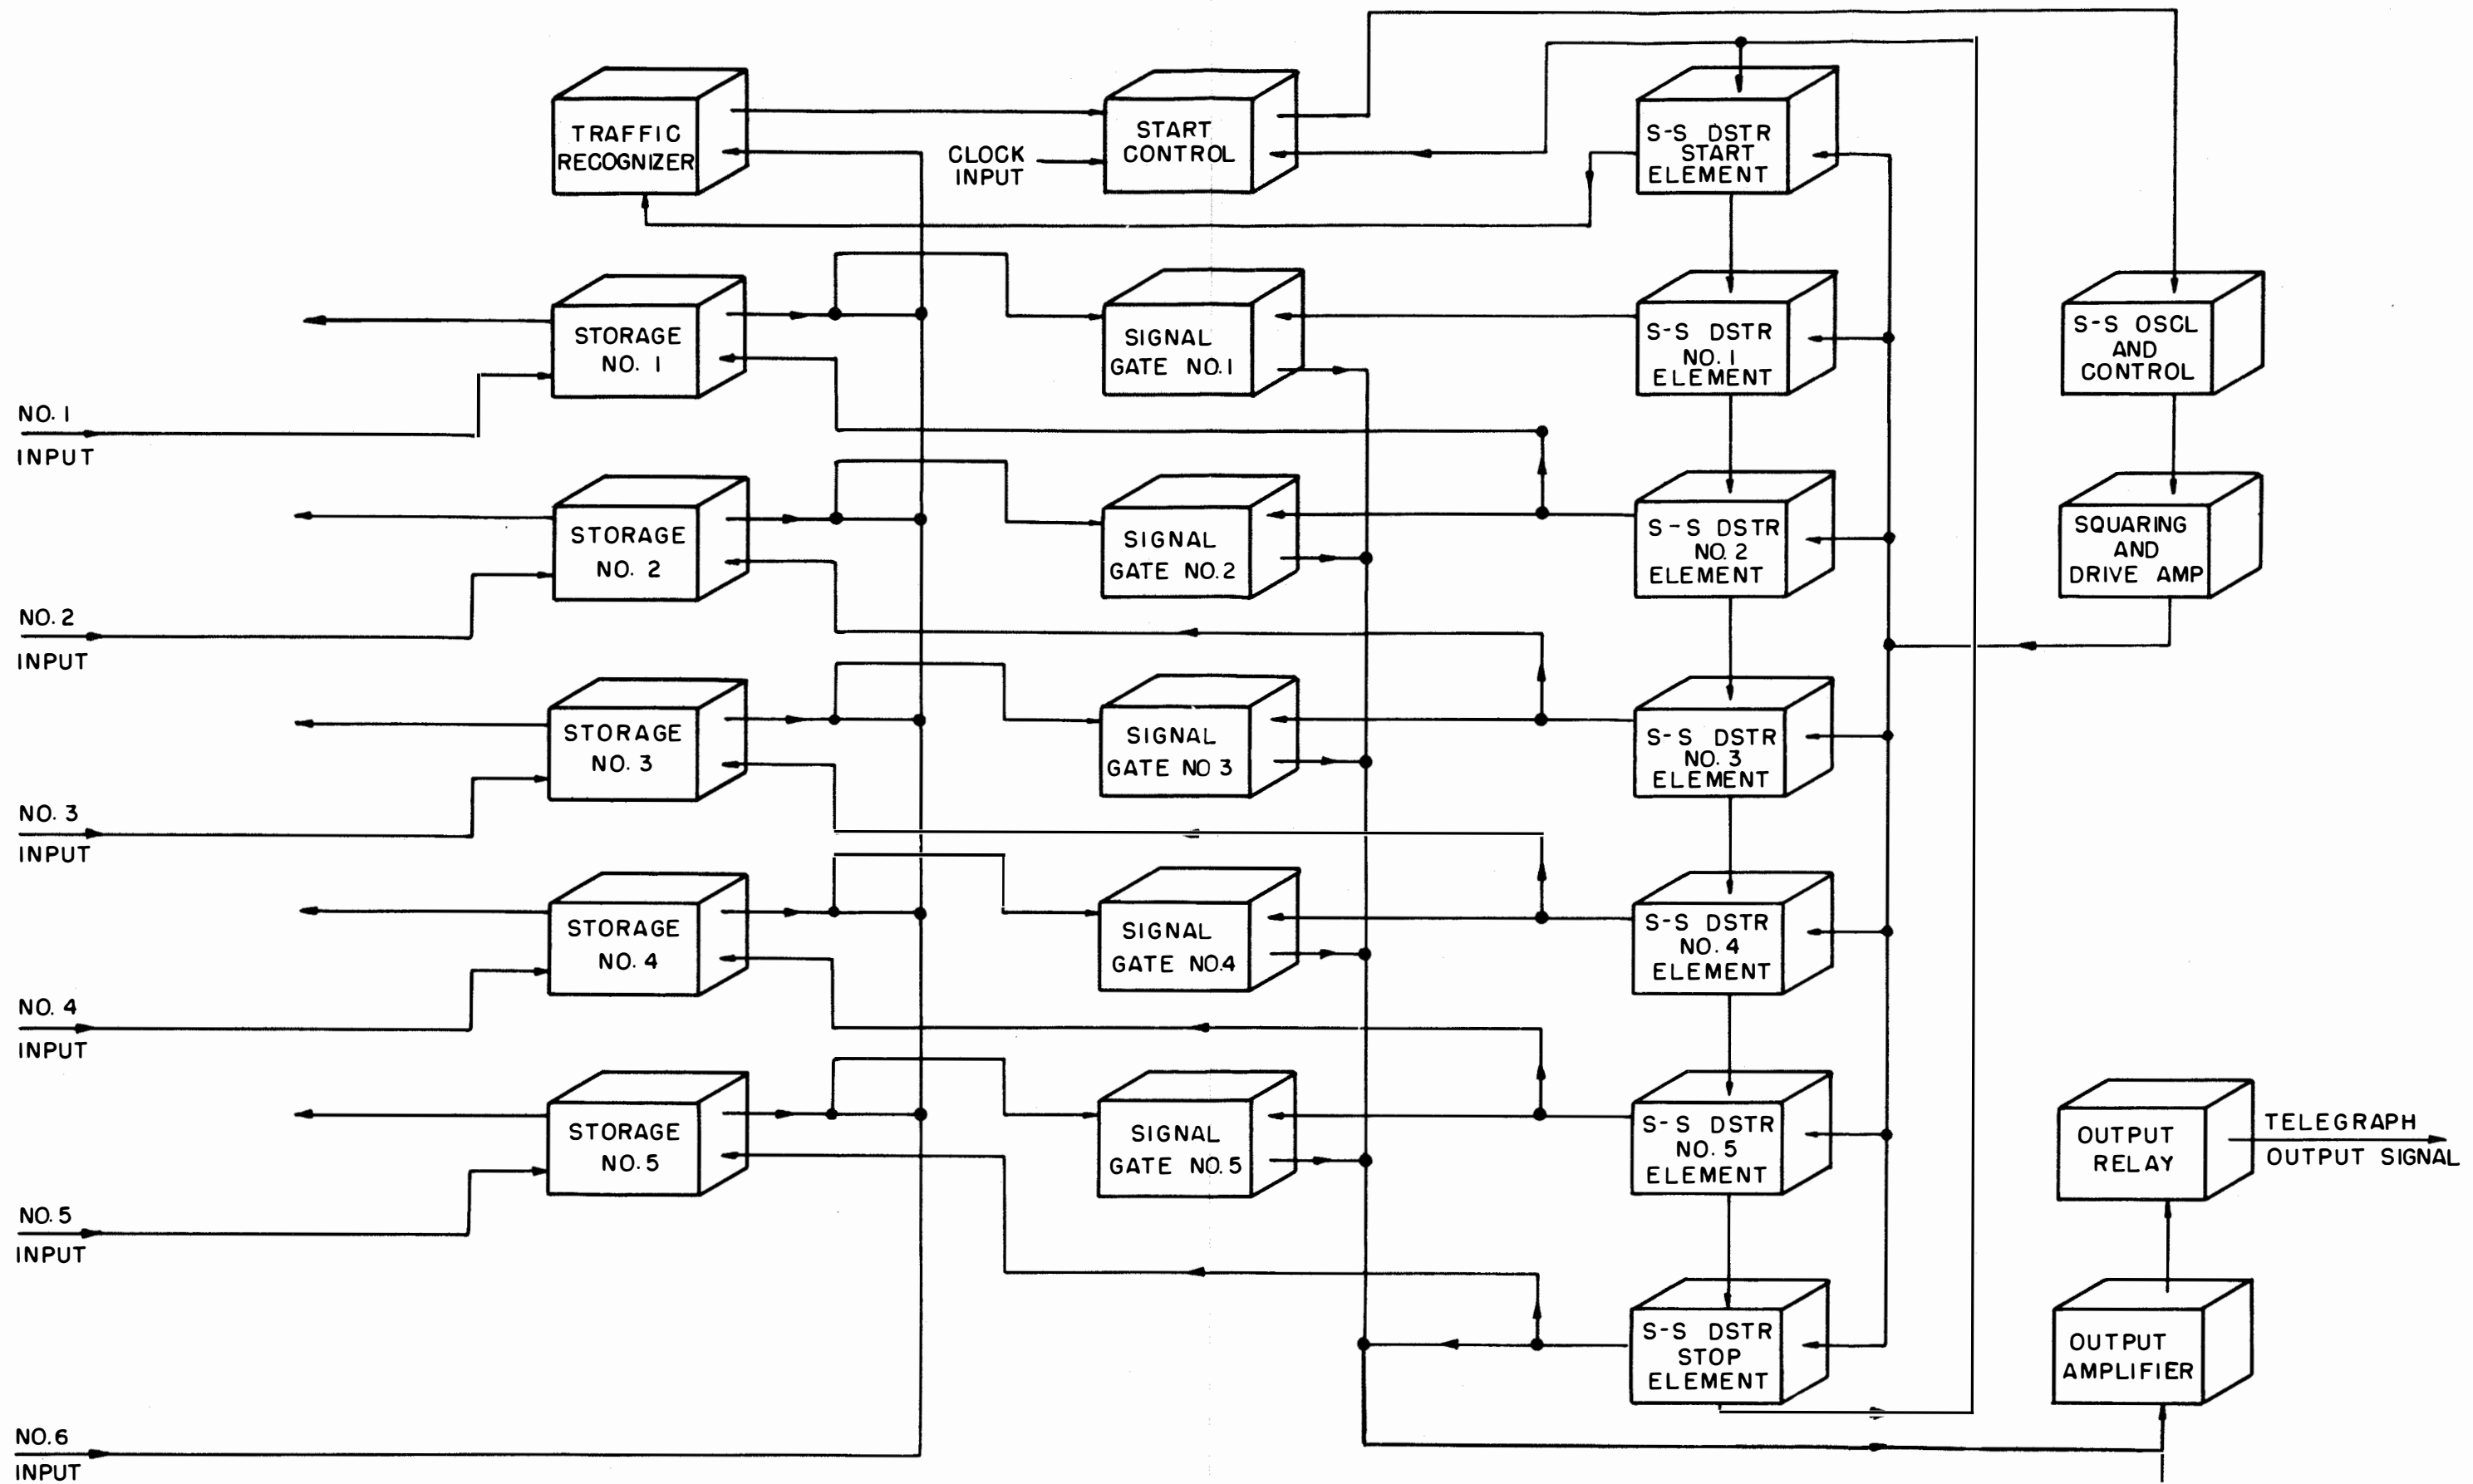 TRAFFIC
RECOGNIZER
CLOCK
INPUT
START
CONTROL
S-S DSTR
START
ELEMENT
STORAGE
NO. 1
SIGNAL
GATE NO.1
S-S DSTR
NO. 1
ELEMENT
S-S OSCL
AND
CONTROL
NO. 1
INPUT
STORAGE
NO. 2
SIGNAL
GATE NO.2
S-S DSTR
NO. 2
ELEMENT
SQUARING
AND
DRIVE AMP
NO. 2
INPUT
STORAGE
NO. 3
SIGNAL
GATE NO 3
S-S DSTR
NO. 3
ELEMENT
NO. 3
INPUT
STORAGE
NO. 4
SIGNAL
GATE NO.4
S-S DSTR
NO. 4
ELEMENT
NO. 4
INPUT
STORAGE
NO. 5
SIGNAL
GATE NO. 5
S-S DSTR
NO. 5
ELEMENT
OUTPUT
RELAY
TELEGRAPH
OUTPUT SIGNAL
NO. 5
INPUT
S-S DSTR
STOP
ELEMENT
OUTPUT
AMPLIFIER
NO. 6
INPUT